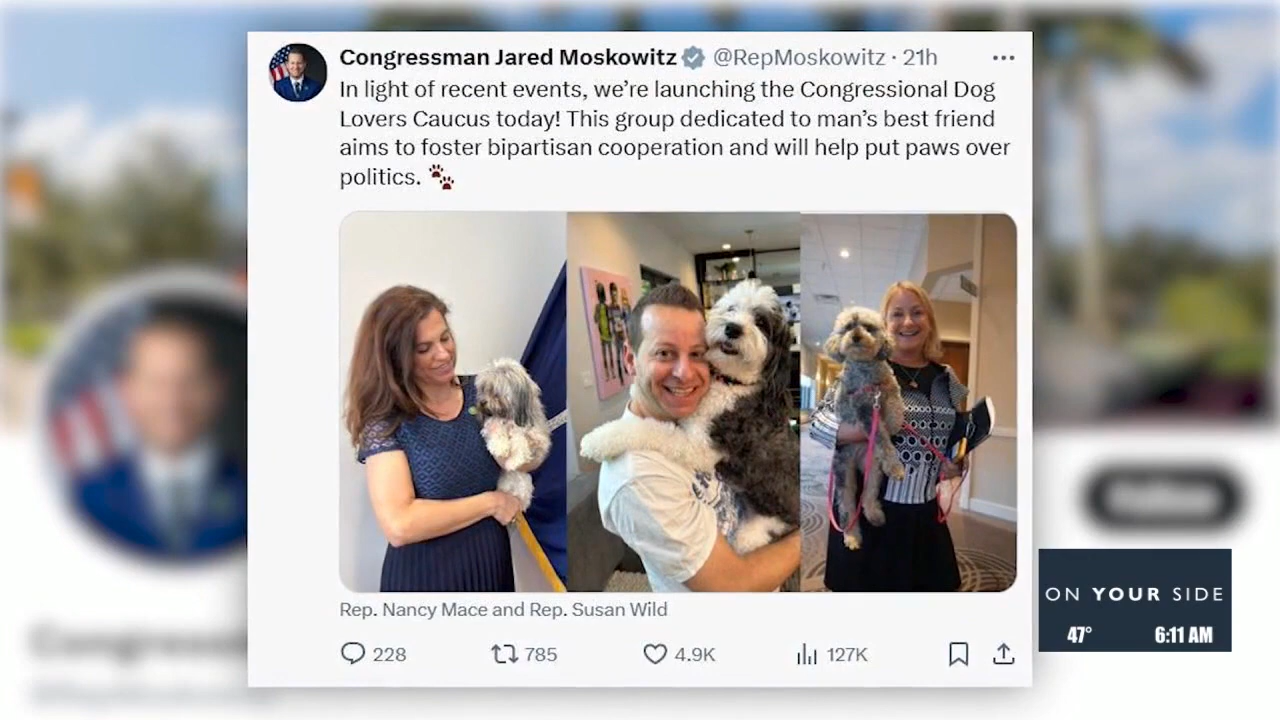 Congressman Jared Moskowitz @RepMoskowitz · 21h
In light of recent events, we're launching the Congressional Dog
Lovers Caucus today! This group dedicated to man's best friend
aims to foster bipartisan cooperation and will help put paws over
politics. 🐾
Rep. Nancy Mace and Rep. Susan Wild
228 785 4.9K 127K
ON YOUR SIDE
47° 6:11 AM